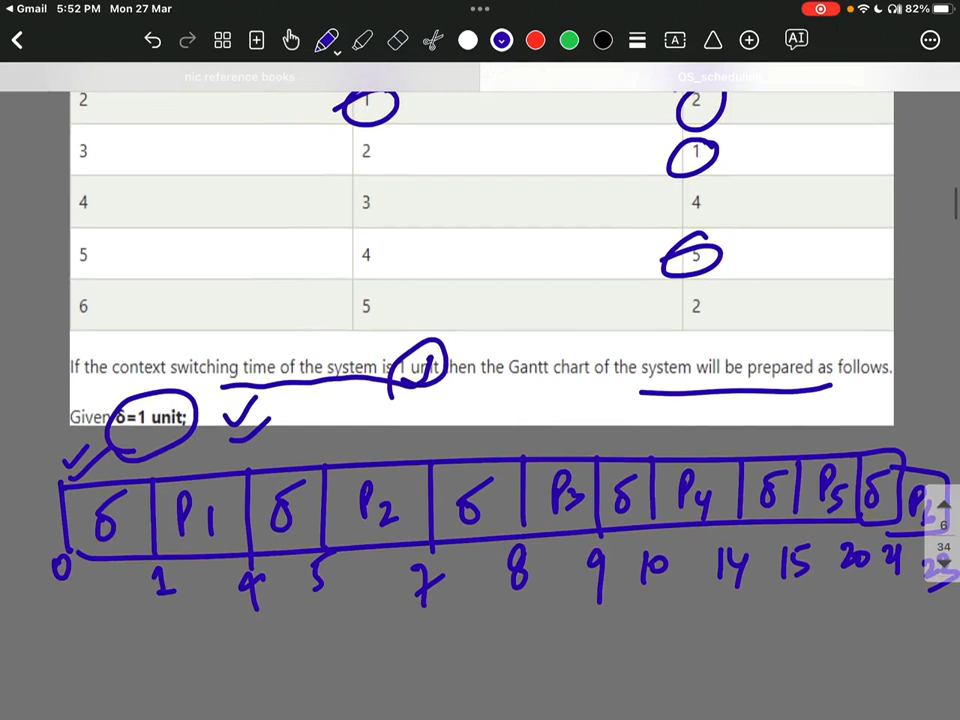 Gmail 5:52 PM Mon 27 Mar 82%
A AI
nic reference books OS_scheduling
2 1 2
3 2 1
4 3 4
5 4 5
6 5 2
If the context switching time of the system is 1 unit then the Gantt chart of the system will be prepared as follows.
Given δ=1 unit;
δ P1 δ P2 δ P3 δ P4 δ P5 δ
0 1 4 5 7 8 9 10 14 15 20 21 23
6
34